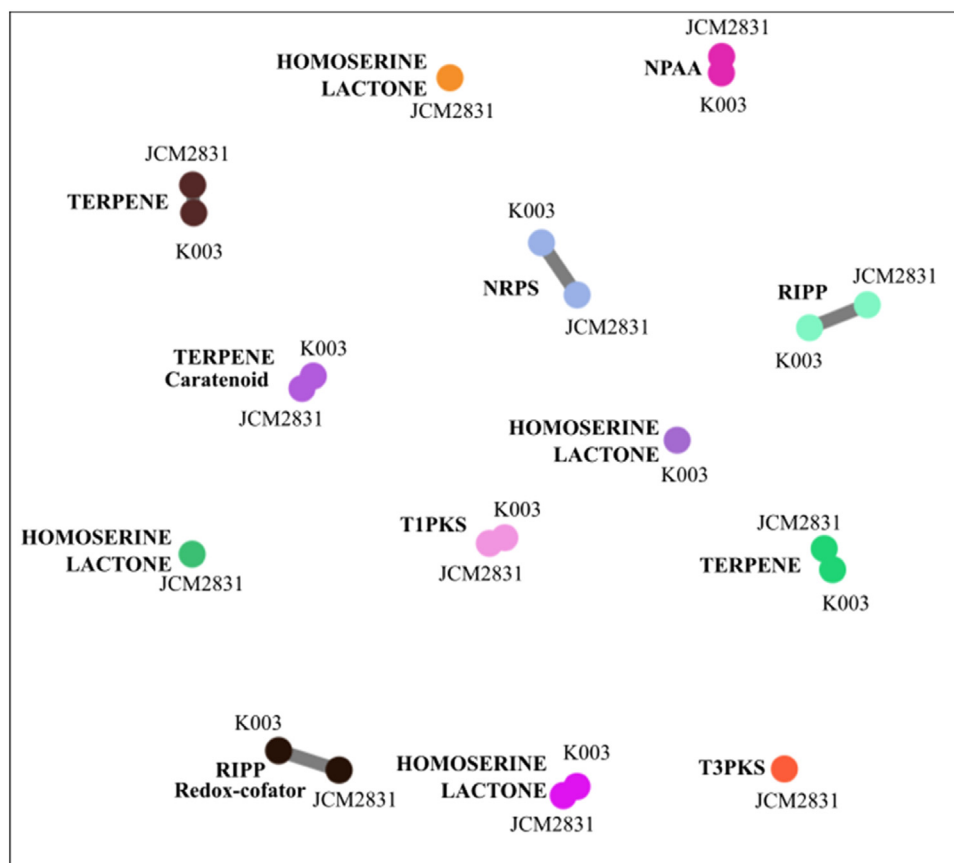 HOMOSERINE
LACTONE
JCM2831
JCM2831
NPAA
K003
JCM2831
TERPENE
K003
K003
NRPS
JCM2831
JCM2831
RIPP
K003
K003
TERPENE
Caratenoid
JCM2831
HOMOSERINE
LACTONE
K003
HOMOSERINE
LACTONE
JCM2831
K003
T1PKS
JCM2831
JCM2831
TERPENE
K003
K003
RIPP
Redox-cofator
JCM2831
K003
HOMOSERINE
LACTONE
JCM2831
T3PKS
JCM2831